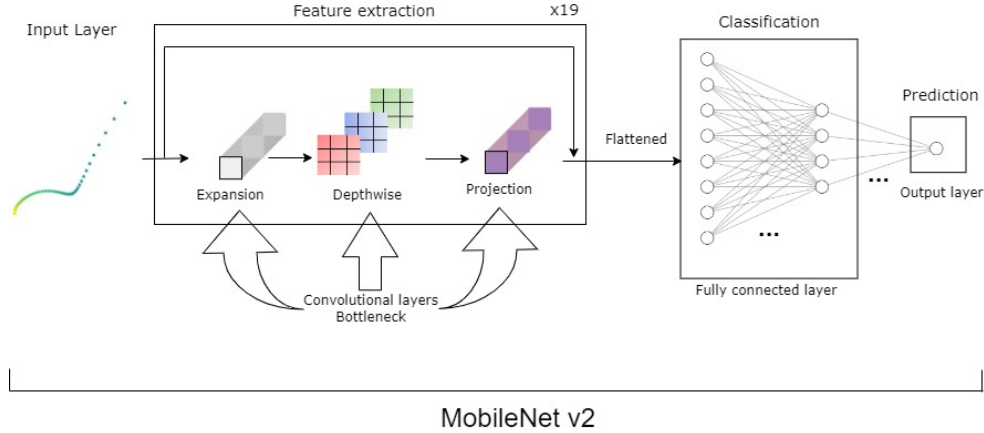 Feature extraction
x19
Classification
Input Layer
Prediction
Flattened
Expansion
Depthwise
Projection
...
Output layer
...
Fully connected layer
Convolutional layers
Bottleneck
MobileNet v2